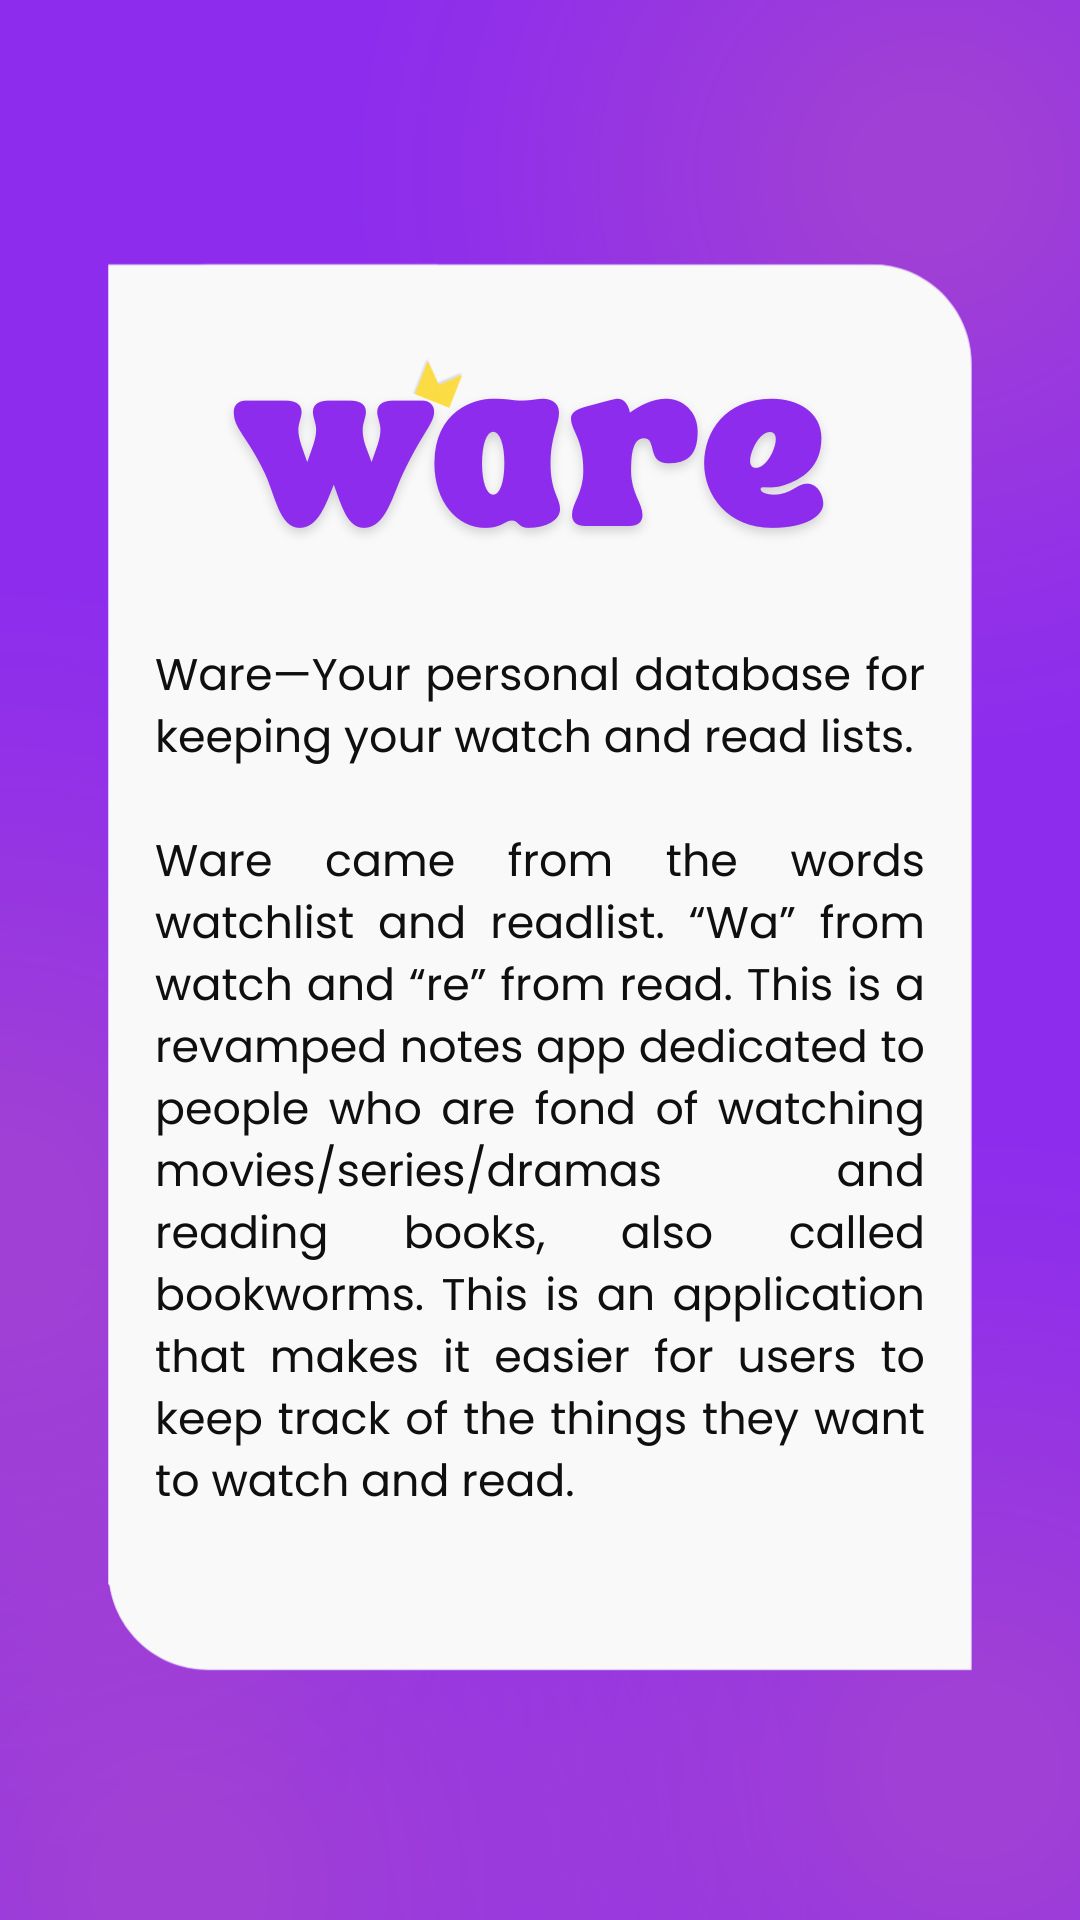 ware
Ware—Your personal database for
keeping your watch and read lists.
Ware came from the words
watchlist and readlist. “Wa” from
watch and “re” from read. This is a
revamped notes app dedicated to
people who are fond of watching
movies/series/dramas and
reading books, also called
bookworms. This is an application
that makes it easier for users to
keep track of the things they want
to watch and read.